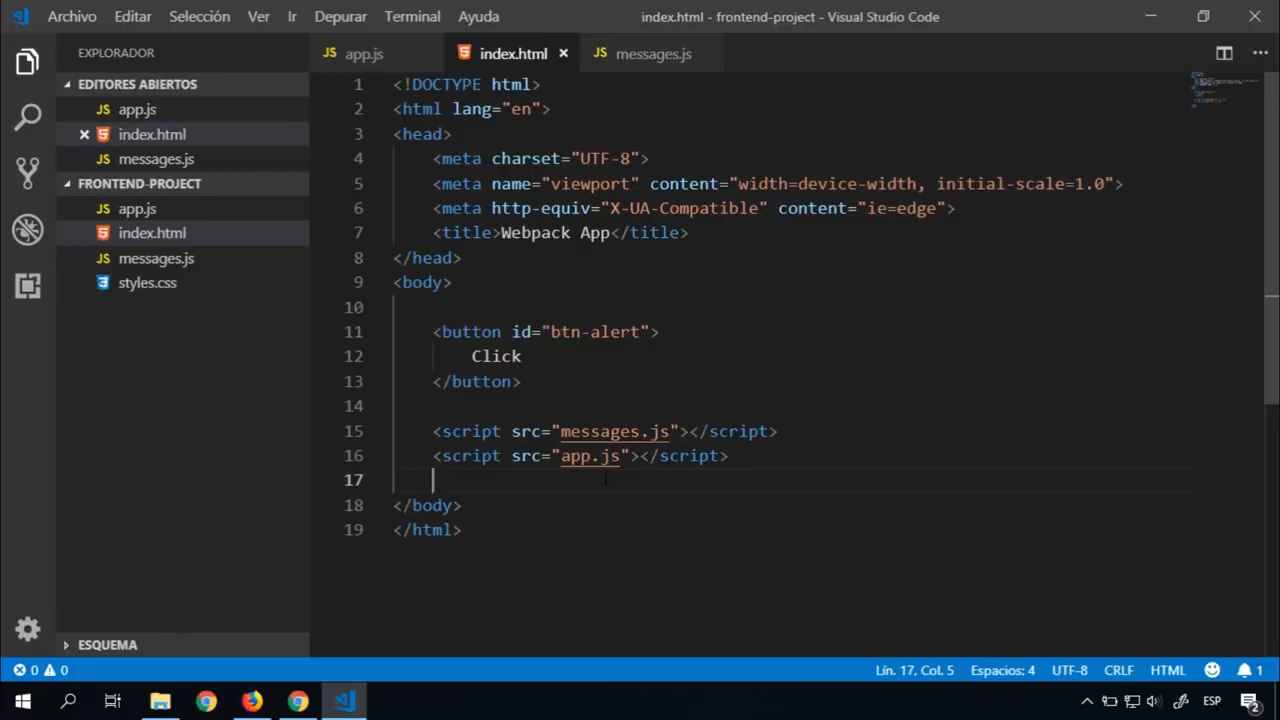 Archivo Editar Selección Ver Ir Depurar Terminal Ayuda index.html - frontend-project - Visual Studio Code
EXPLORADOR
JS app.js index.html JS messages.js
EDITORES ABIERTOS
JS app.js
index.html
JS messages.js
FRONTEND-PROJECT
JS app.js
index.html
JS messages.js
styles.css
ESQUEMA
1 <!DOCTYPE html>
2 <html lang="en">
3 <head>
4 <meta charset="UTF-8">
5 <meta name="viewport" content="width=device-width, initial-scale=1.0">
6 <meta http-equiv="X-UA-Compatible" content="ie=edge">
7 <title>Webpack App</title>
8 </head>
9 <body>
10
11 <button id="btn-alert">
12 Click
13 </button>
14
15 <script src="messages.js"></script>
16 <script src="app.js"></script>
17
18 </body>
19 </html>
0 0 Lín. 17, Col. 5 Espacios: 4 UTF-8 CRLF HTML 1
ESP 2